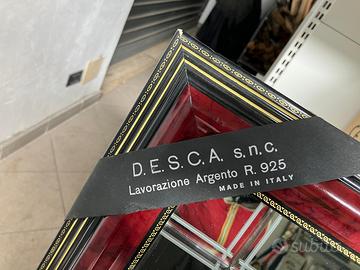 D.E.S.C.A. s.n.c.
Lavorazione Argento R. 925
MADE IN ITALY
subito